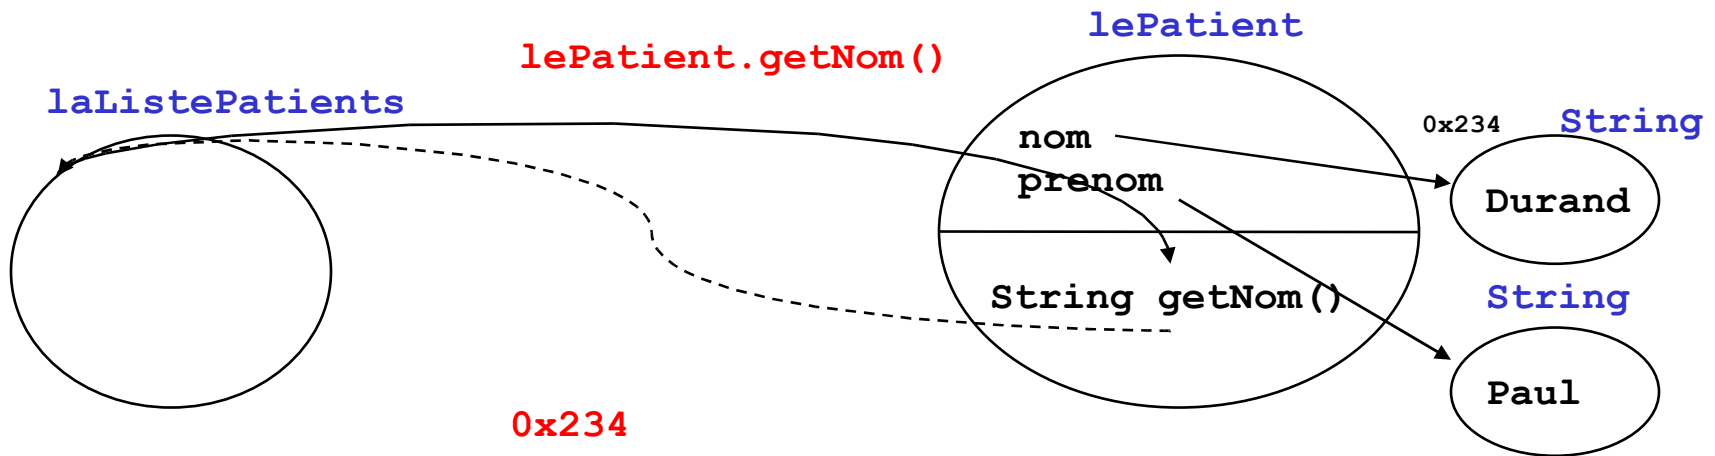 lePatient
lePatient.getNom()
laListePatients
0x234 String
nom
prenom
Durand
String getNom()
String
Paul
0x234